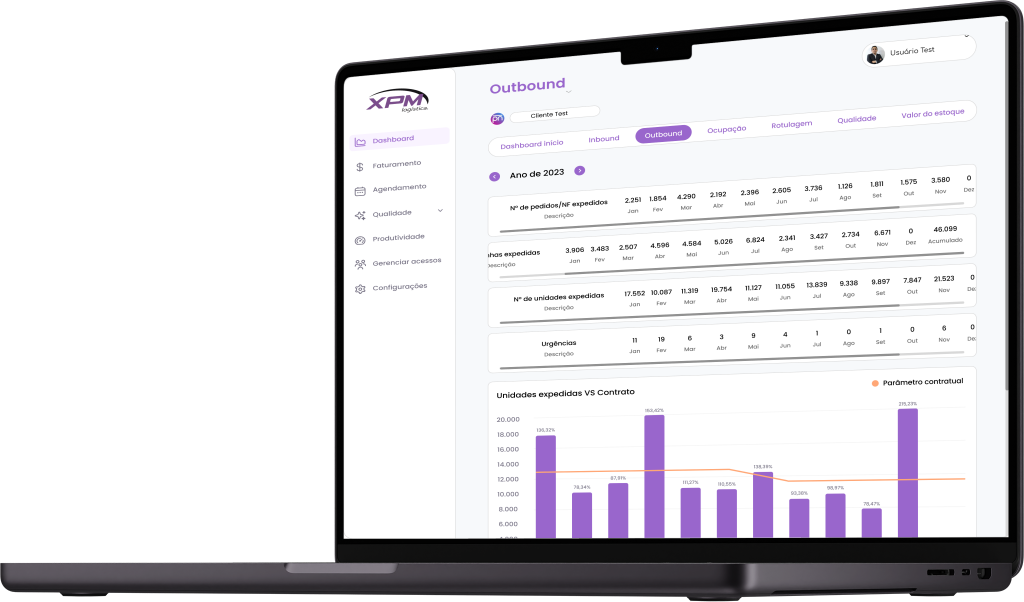 XPM
logística
Outbound
Usuário Test
Cliente Test
Dashboard
Faturamento
Agendamento
Qualidade
Produtividade
Gerenciar acessos
Configurações
Dashboard início Inbound Outbound Ocupação Rotulagem Qualidade Valor do estoque
Ano de 2023
Nº de pedidos/NF expedidos 2.251 1.854 4.290 2.192 2.396 2.605 3.736 1.126 1.811 1.575 3.580 0
Descrição Jan Fev Mar Abr Mai Jun Jul Ago Set Out Nov Dez
nhas expedidas 3.906 3.483 2.507 4.596 4.584 5.026 6.824 2.341 3.427 2.734 6.671 0 46.099
Descrição Jan Fev Mar Abr Mai Jun Jul Ago Set Out Nov Dez Acumulado
Nº de unidades expedidas 17.552 10.087 11.319 19.754 11.127 11.055 13.839 9.338 9.897 7.847 21.523 0
Descrição Jan Fev Mar Abr Mai Jun Jul Ago Set Out Nov Dez
Urgências 11 19 6 3 9 4 1 0 1 0 6 0
Descrição Jan Fev Mar Abr Mai Jun Jul Ago Set Out Nov Dez
Unidades expedidas VS Contrato
Parâmetro contratual
20.000
18.000
16.000
14.000
12.000
10.000
8.000
6.000
153,42%
215,23%
111,27%
110,55%
138,39%
93,38%
98,97%
78,47%